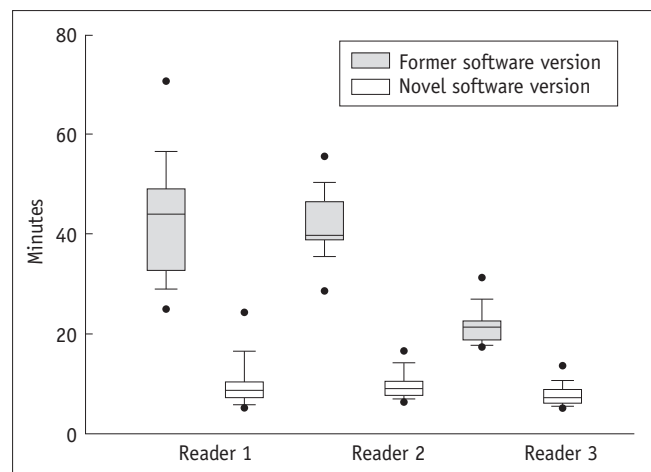 80
Former software version
Novel software version
60
Minutes
40
20
0
Reader 1 Reader 2 Reader 3